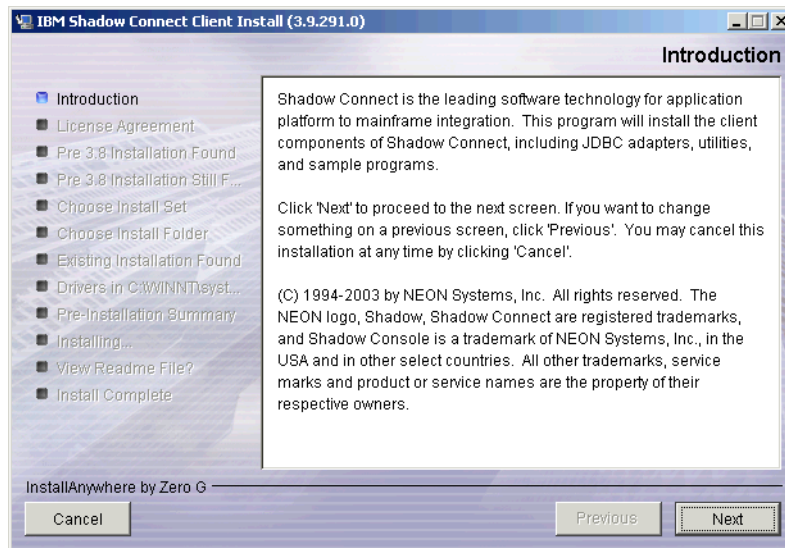 IBM Shadow Connect Client Install (3.9.291.0)
Introduction
Introduction
License Agreement
Pre 3.8 Installation Found
Pre 3.8 Installation Still F...
Choose Install Set
Choose Install Folder
Existing Installation Found
Drivers in C:\WINNT\syst...
Pre-Installation Summary
Installing...
View Readme File?
Install Complete
Shadow Connect is the leading software technology for application
platform to mainframe integration.  This program will install the client
components of Shadow Connect, including JDBC adapters, utilities,
and sample programs.
Click 'Next' to proceed to the next screen. If you want to change
something on a previous screen, click 'Previous'.  You may cancel this
installation at any time by clicking 'Cancel'.
(C) 1994-2003 by NEON Systems, Inc.  All rights reserved.  The
NEON logo, Shadow, Shadow Connect are registered trademarks,
and Shadow Console is a trademark of NEON Systems, Inc., in the
USA and in other select countries.  All other trademarks, service
marks and product or service names are the property of their
respective owners.
InstallAnywhere by Zero G
Cancel
Previous
Next